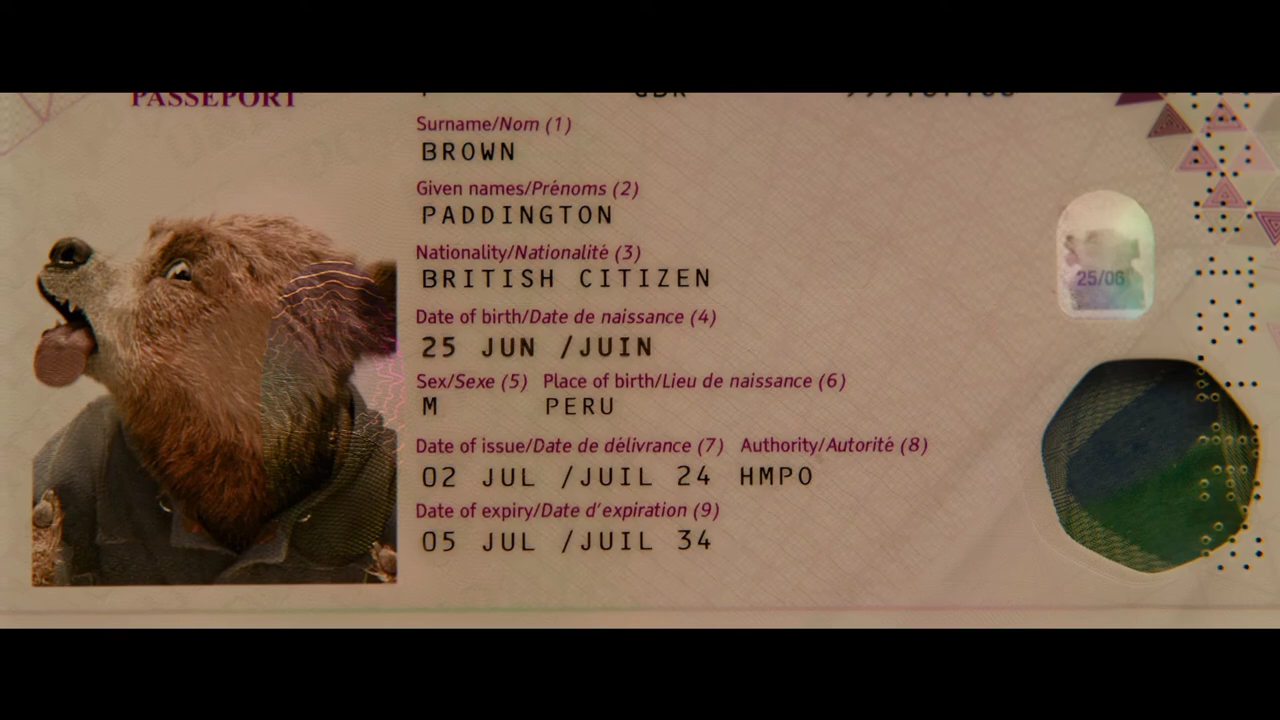 PASSEPORT
Surname/Nom (1)
BROWN
Given names/Prénoms (2)
PADDINGTON
Nationality/Nationalité (3)
BRITISH CITIZEN
25/06
Date of birth/Date de naissance (4)
25 JUN /JUIN
Sex/Sexe (5) Place of birth/Lieu de naissance (6)
M PERU
Date of issue/Date de délivrance (7) Authority/Autorité (8)
02 JUL /JUIL 24 HMPO
Date of expiry/Date d'expiration (9)
05 JUL /JUIL 34